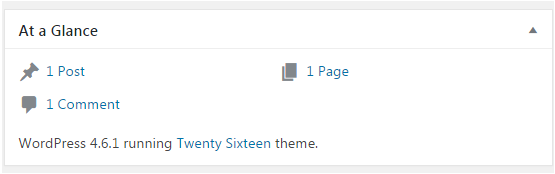 At a Glance
1 Post
1 Page
1 Comment
WordPress 4.6.1 running Twenty Sixteen theme.